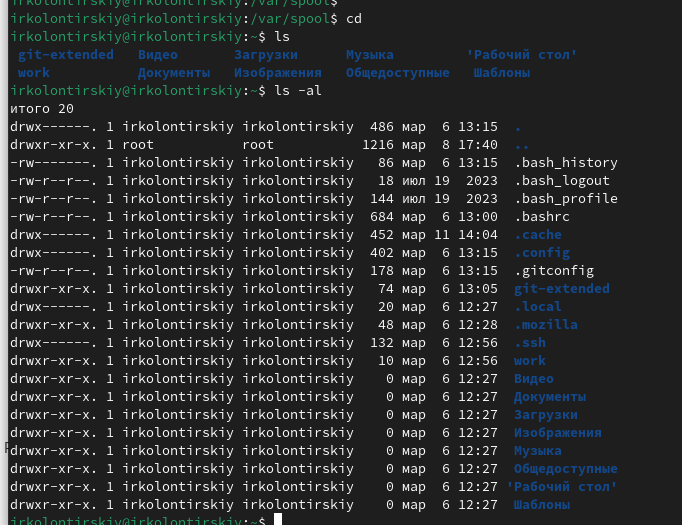 irkolontirskiy@irkolontirskiy:/var/spool$
irkolontirskiy@irkolontirskiy:/var/spool$ cd
irkolontirskiy@irkolontirskiy:~$ ls
git-extended Видео Загрузки Музыка 'Рабочий стол'
work Документы Изображения Общедоступные Шаблоны
irkolontirskiy@irkolontirskiy:~$ ls -al
итого 20
drwx------. 1 irkolontirskiy irkolontirskiy 486 мар 6 13:15 .
drwxr-xr-x. 1 root root 1216 мар 8 17:40 ..
-rw-------. 1 irkolontirskiy irkolontirskiy 86 мар 6 13:15 .bash_history
-rw-r--r--. 1 irkolontirskiy irkolontirskiy 18 июл 19 2023 .bash_logout
-rw-r--r--. 1 irkolontirskiy irkolontirskiy 144 июл 19 2023 .bash_profile
-rw-r--r--. 1 irkolontirskiy irkolontirskiy 684 мар 6 13:00 .bashrc
drwx------. 1 irkolontirskiy irkolontirskiy 452 мар 11 14:04 .cache
drwx------. 1 irkolontirskiy irkolontirskiy 402 мар 6 13:15 .config
-rw-r--r--. 1 irkolontirskiy irkolontirskiy 178 мар 6 13:15 .gitconfig
drwxr-xr-x. 1 irkolontirskiy irkolontirskiy 74 мар 6 13:05 git-extended
drwx------. 1 irkolontirskiy irkolontirskiy 20 мар 6 12:27 .local
drwxr-xr-x. 1 irkolontirskiy irkolontirskiy 48 мар 6 12:28 .mozilla
drwx------. 1 irkolontirskiy irkolontirskiy 132 мар 6 12:56 .ssh
drwxr-xr-x. 1 irkolontirskiy irkolontirskiy 10 мар 6 12:56 work
drwxr-xr-x. 1 irkolontirskiy irkolontirskiy 0 мар 6 12:27 Видео
drwxr-xr-x. 1 irkolontirskiy irkolontirskiy 0 мар 6 12:27 Документы
drwxr-xr-x. 1 irkolontirskiy irkolontirskiy 0 мар 6 12:27 Загрузки
drwxr-xr-x. 1 irkolontirskiy irkolontirskiy 0 мар 6 12:27 Изображения
drwxr-xr-x. 1 irkolontirskiy irkolontirskiy 0 мар 6 12:27 Музыка
drwxr-xr-x. 1 irkolontirskiy irkolontirskiy 0 мар 6 12:27 Общедоступные
drwxr-xr-x. 1 irkolontirskiy irkolontirskiy 0 мар 6 12:27 'Рабочий стол'
drwxr-xr-x. 1 irkolontirskiy irkolontirskiy 0 мар 6 12:27 Шаблоны
irkolontirskiy@irkolontirskiy:~$